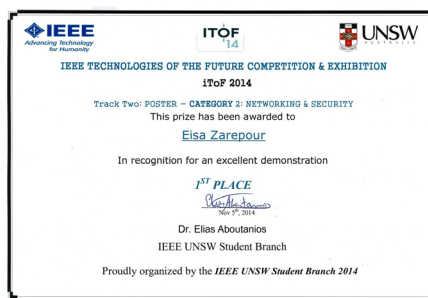 IEEE
Advancing Technology
for Humanity
ITOF
'14
UNSW
AUSTRALIA
IEEE TECHNOLOGIES OF THE FUTURE COMPETITION & EXHIBITION
iToF 2014
Track Two: POSTER – CATEGORY 2: NETWORKING & SECURITY
This prize has been awarded to
Eisa Zarepour
In recognition for an excellent demonstration
1ST PLACE
Nov 5th, 2014
Dr. Elias Aboutanios
IEEE UNSW Student Branch
Proudly organized by the IEEE UNSW Student Branch 2014